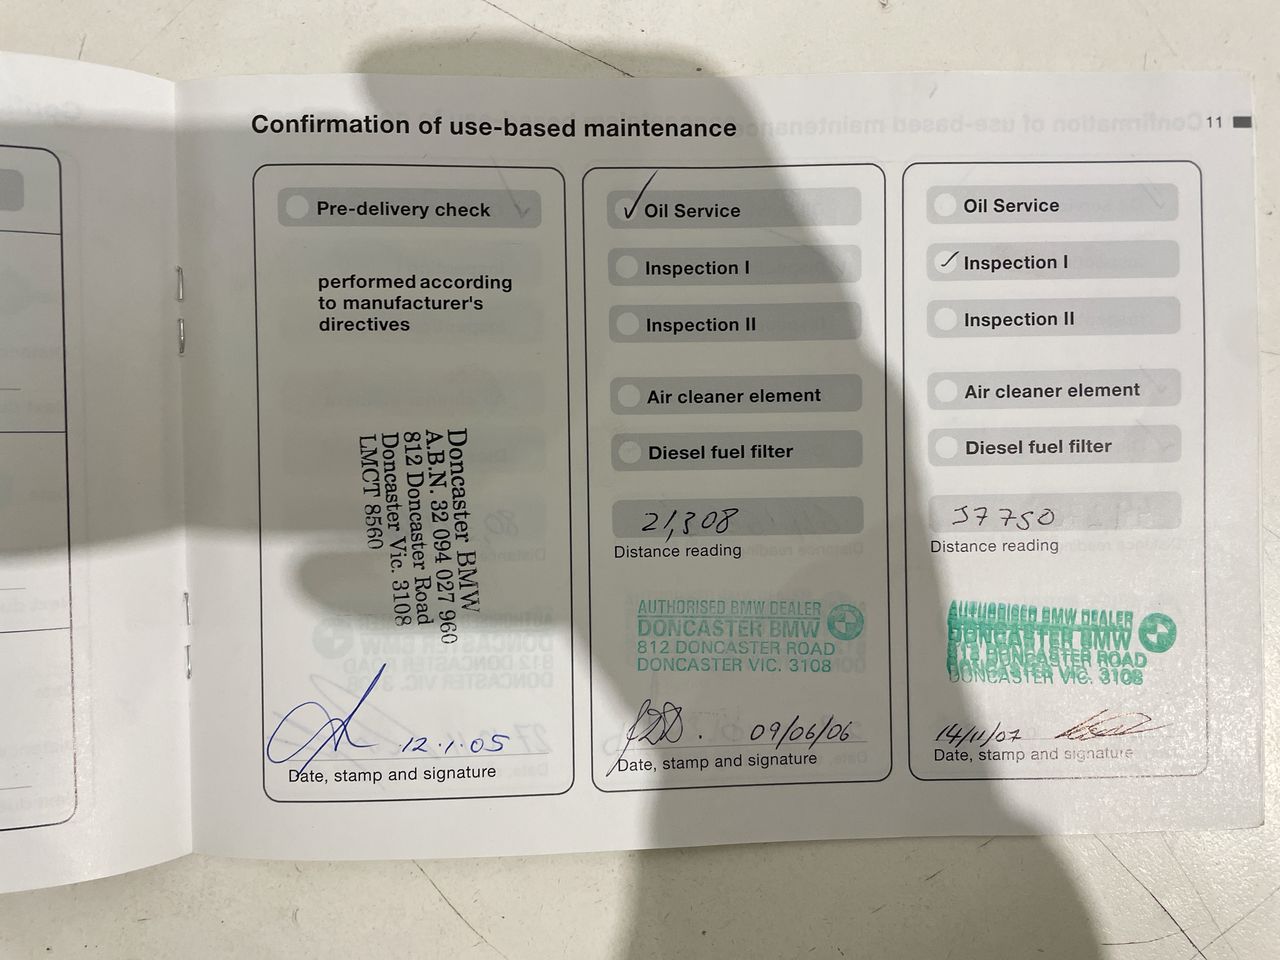 Confirmation of use-based maintenance
11
Pre-delivery check
performed according
to manufacturer's
directives
Doncaster BMW
A.B.N. 32 094 027 960
812 Doncaster Road
Doncaster Vic. 3108
LMCT 8560
12.1.05
Date, stamp and signature
Oil Service
Inspection I
Inspection II
Air cleaner element
Diesel fuel filter
21,308
Distance reading
AUTHORISED BMW DEALER
DONCASTER BMW
812 DONCASTER ROAD
DONCASTER VIC. 3108
09/06/06
Date, stamp and signature
Oil Service
Inspection I
Inspection II
Air cleaner element
Diesel fuel filter
37750
Distance reading
AUTHORISED BMW DEALER
DONCASTER BMW
812 DONCASTER ROAD
DONCASTER VIC. 3108
14/11/07
Date, stamp and signature